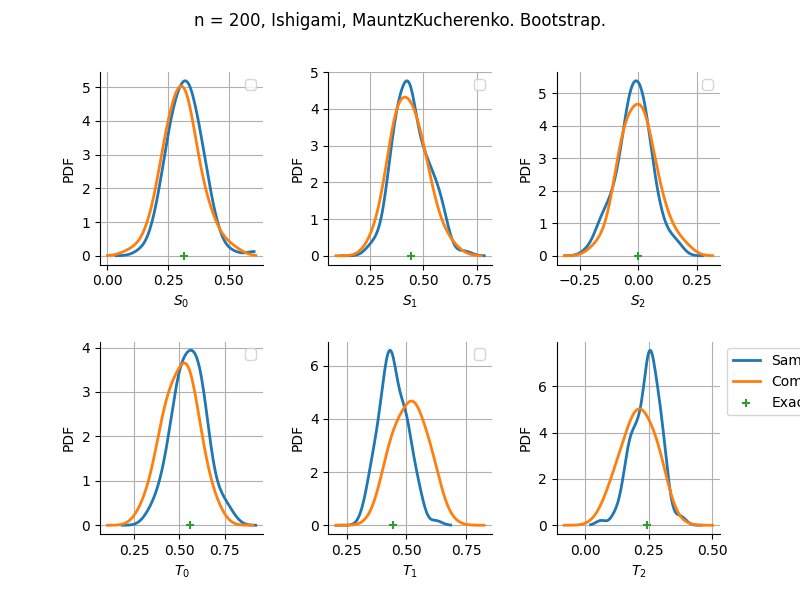 n = 200, Ishigami, MauntzKucherenko. Bootstrap.
5
4
3
2
1
0
PDF
0.00 0.25 0.50
S0
5
4
3
2
1
0
PDF
0.25 0.50 0.75
S1
5
4
3
2
1
0
PDF
−0.25 0.00 0.25
S2
4
3
2
1
0
PDF
0.25 0.50 0.75
T0
6
4
2
0
PDF
0.25 0.50 0.75
T1
6
4
2
0
PDF
0.00 0.25 0.50
T2
Sam
Com
Exac